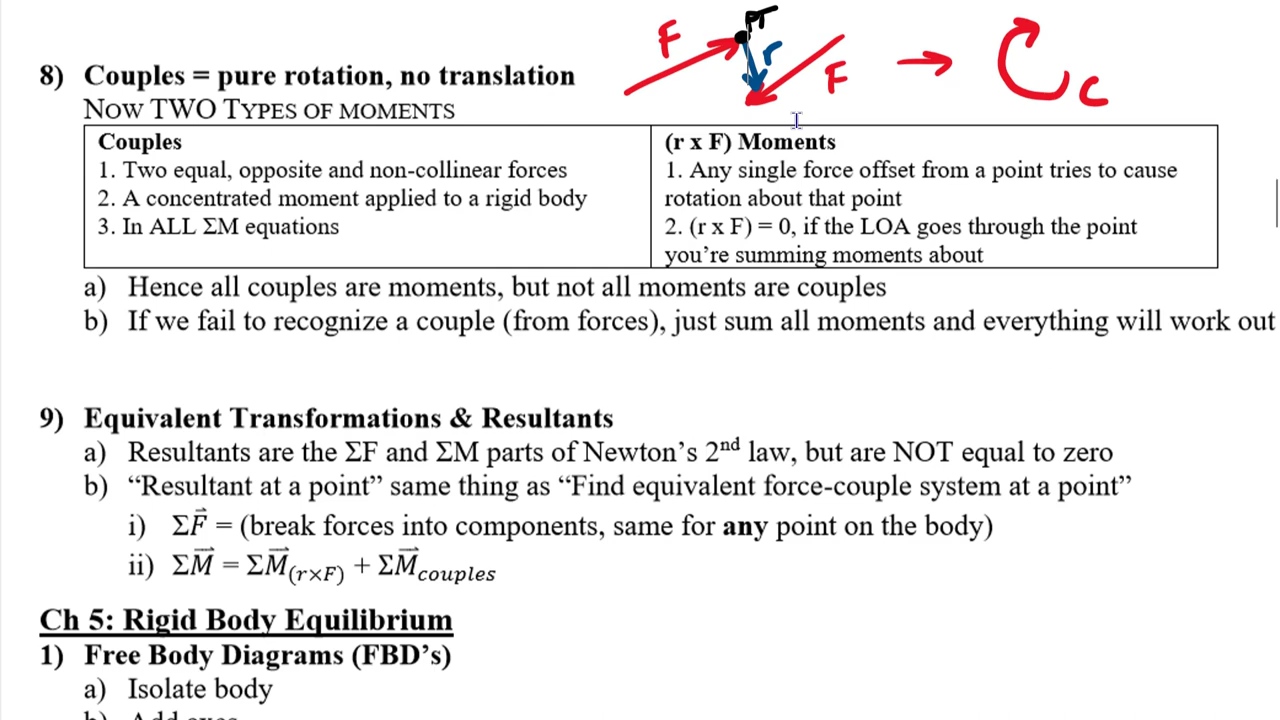 F PT r F → C
8) Couples = pure rotation, no translation
NOW TWO TYPES OF MOMENTS
Couples
1. Two equal, opposite and non-collinear forces
2. A concentrated moment applied to a rigid body
3. In ALL ΣM equations
(r x F) Moments
1. Any single force offset from a point tries to cause
rotation about that point
2. (r x F) = 0, if the LOA goes through the point
you're summing moments about
a) Hence all couples are moments, but not all moments are couples
b) If we fail to recognize a couple (from forces), just sum all moments and everything will work out
9) Equivalent Transformations & Resultants
a) Resultants are the ΣF and ΣM parts of Newton's 2nd law, but are NOT equal to zero
b) “Resultant at a point” same thing as “Find equivalent force-couple system at a point”
i) ΣF⃗ = (break forces into components, same for any point on the body)
ii) ΣM⃗ = ΣM⃗(r×F) + ΣM⃗couples
Ch 5: Rigid Body Equilibrium
1) Free Body Diagrams (FBD's)
a) Isolate body